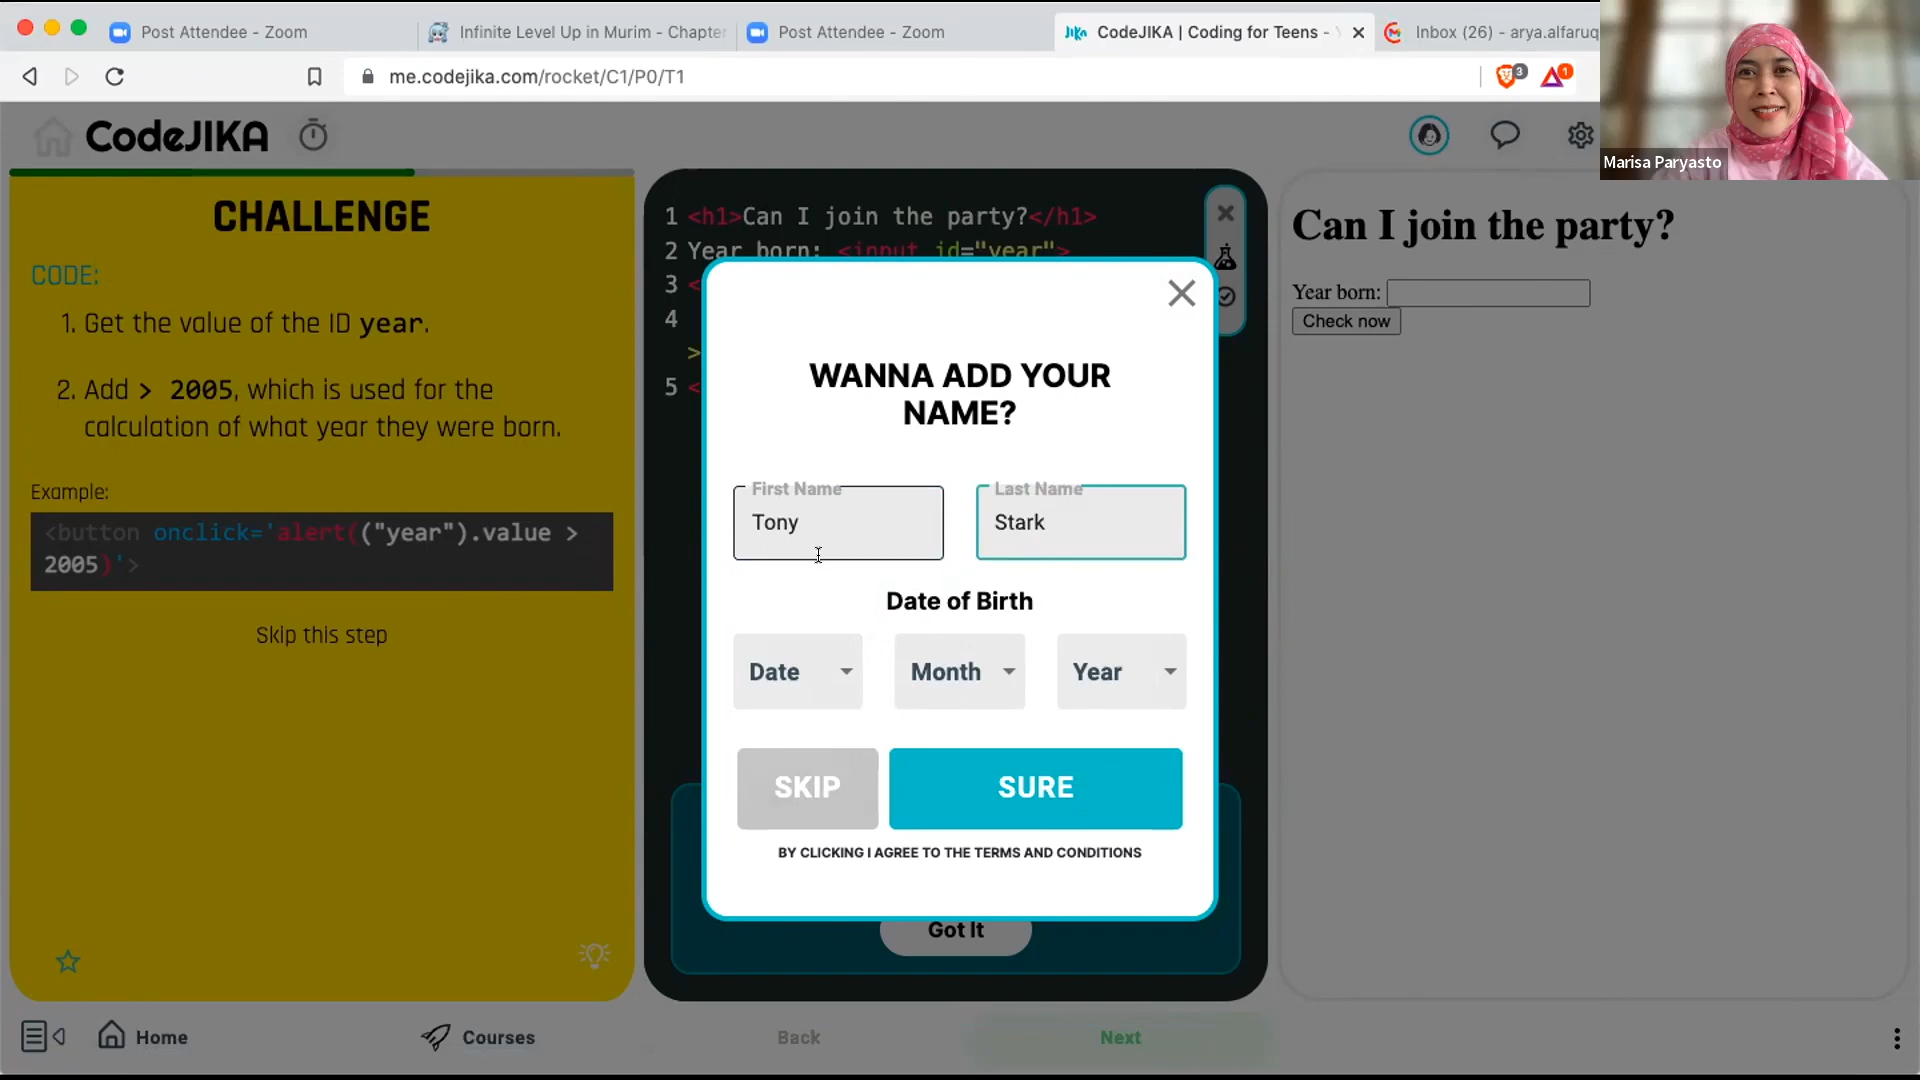 Post Attendee - Zoom
Infinite Level Up in Murim - Chapter
Post Attendee - Zoom
CodeJIKA | Coding for Teens -
Inbox (26) - arya.alfaruq
me.codejika.com/rocket/C1/P0/T1
3
1
Marisa Paryasto
CodeJIKA
CHALLENGE
CODE:
1. Get the value of the ID year.
2. Add > 2005, which is used for the
calculation of what year they were born.
Example:
<button onclick='alert(("year").value >
2005)'>
Skip this step
1 <h1>Can I join the party?</h1>
2 Year born: <input id="year">
3 <
4
>
5 <
WANNA ADD YOUR
NAME?
First Name
Last Name
Tony
Stark
Date of Birth
Date
Month
Year
SKIP
SURE
BY CLICKING I AGREE TO THE TERMS AND CONDITIONS
Got It
Can I join the party?
Year born:
Check now
Home
Courses
Back
Next